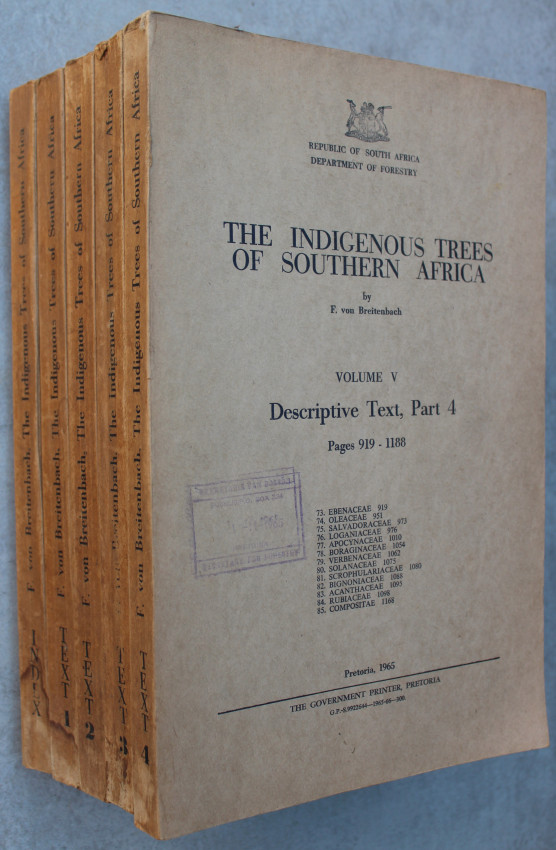 REPUBLIC OF SOUTH AFRICA
DEPARTMENT OF FORESTRY
THE INDIGENOUS TREES
OF SOUTHERN AFRICA
by
F. von Breitenbach
VOLUME V
Descriptive Text, Part 4
Pages 919 - 1188
73. EBENACEAE 919
74. OLEACEAE 951
75. SALVADORACEAE 973
76. LOGANIACEAE 976
77. APOCYNACEAE 1010
78. BORAGINACEAE 1054
79. VERBENACEAE 1062
80. SOLANACEAE 1075
81. SCROPHULARIACEAE 1080
82. BIGNONIACEAE 1088
83. ACANTHACEAE 1095
84. RUBIACEAE 1098
85. COMPOSITAE 1168
Pretoria, 1965
THE GOVERNMENT PRINTER, PRETORIA
F. von Breitenbach, The Indigenous Trees of Southern Africa
INDEX
F. von Breitenbach, The Indigenous Trees of Southern Africa
TEXT 1
F. von Breitenbach, The Indigenous Trees of Southern Africa
TEXT 2
Breitenbach, The Indigenous Trees of Southern Africa
TEXT 3
F. von Breitenbach, The Indigenous Trees of Southern Africa
TEXT 4